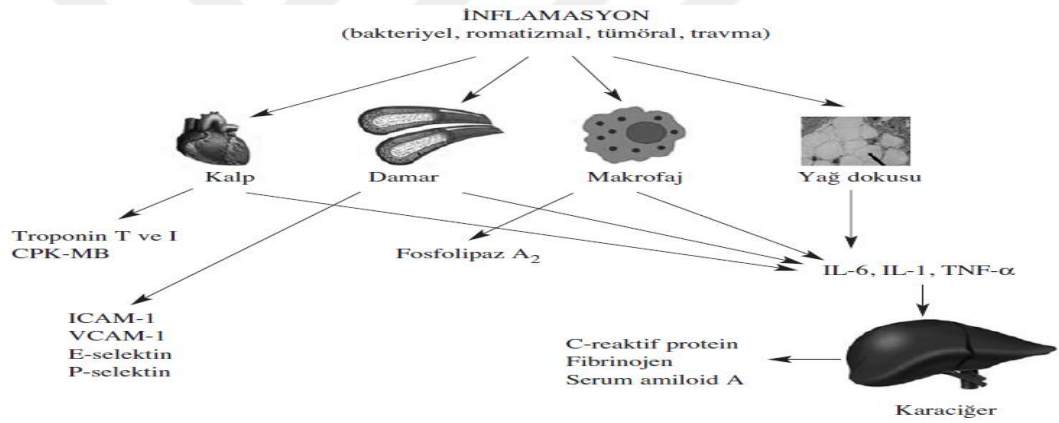 İNFLAMASYON
(bakteriyel, romatizmal, tümöral, travma)
Kalp
Damar
Makrofaj
Yağ dokusu
Troponin T ve I
CPK-MB
Fosfolipaz A₂
IL-6, IL-1, TNF-α
ICAM-1
VCAM-1
E-selektin
P-selektin
C-reaktif protein
Fibrinojen
Serum amiloid A
Karaciğer